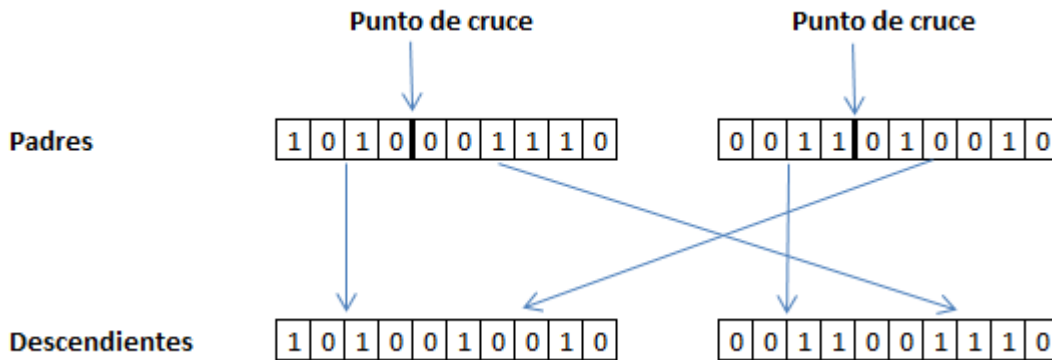 Punto de cruce Punto de cruce
Padres 1 0 1 0 0 0 1 1 1 0 0 0 1 1 0 1 0 0 1 0
Descendientes 1 0 1 0 0 1 0 0 1 0 0 0 1 1 0 0 1 1 1 0